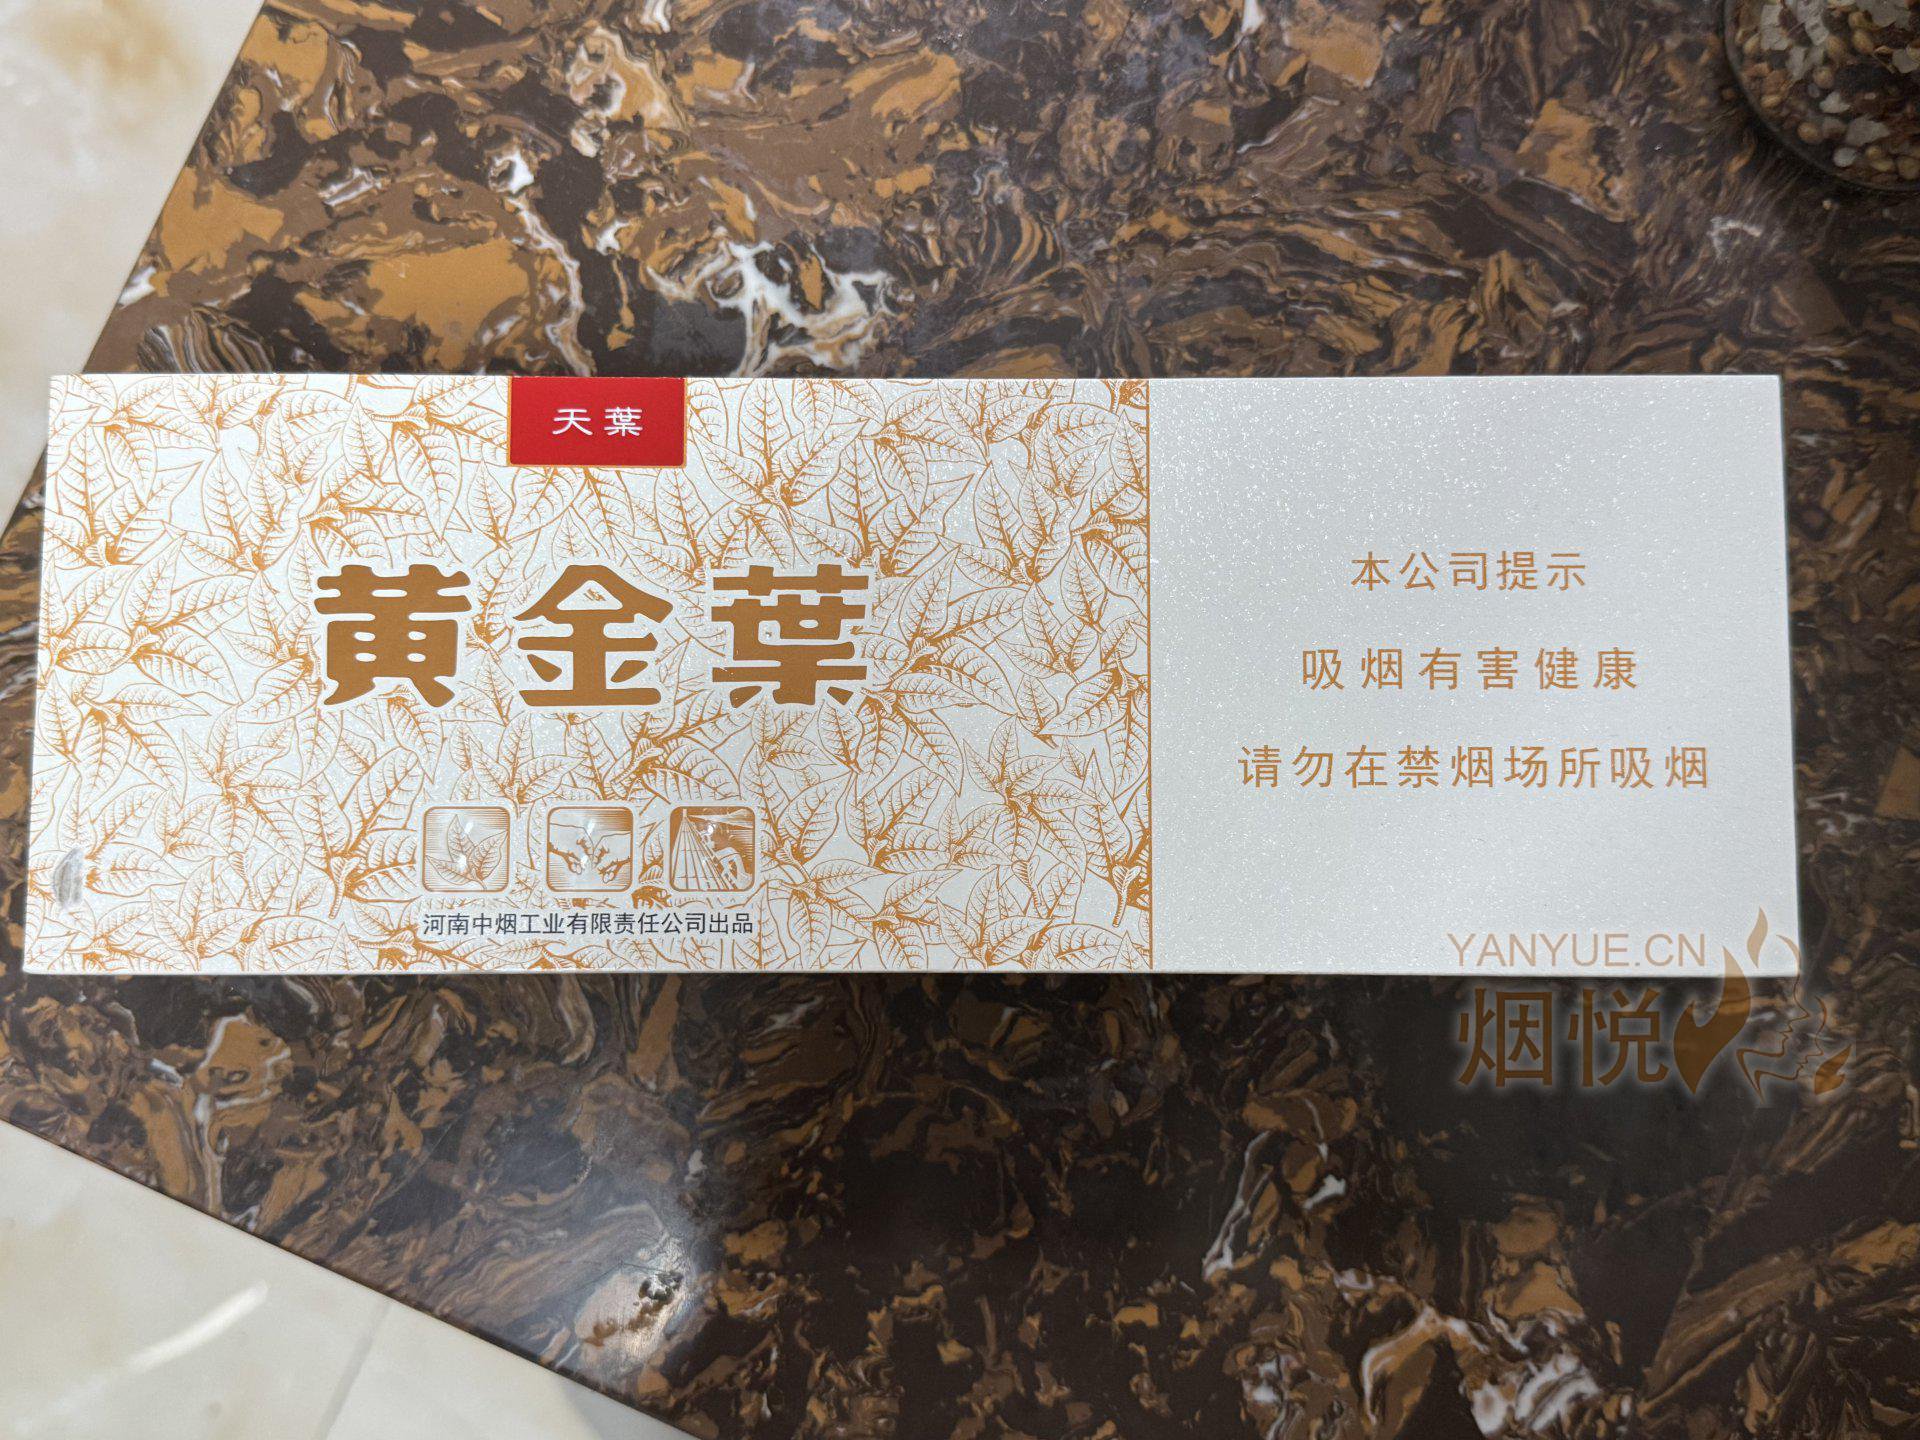 天葉
黄金葉
河南中烟工业有限责任公司出品
本公司提示
吸烟有害健康
请勿在禁烟场所吸烟
YANYUE.CN
烟悦